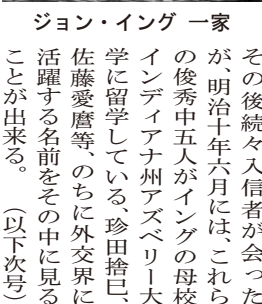 ジョン・イング 一家
その後続々入信者が会った
が、明治十年六月には、これら
の俊秀中五人がイングの母校
インディアナ州アズベリー大
学に留学している、珍田捨巳、
佐藤愛麿等、のちに外交界に
活躍する名前をその中に見る
ことが出来る。 （以下次号）